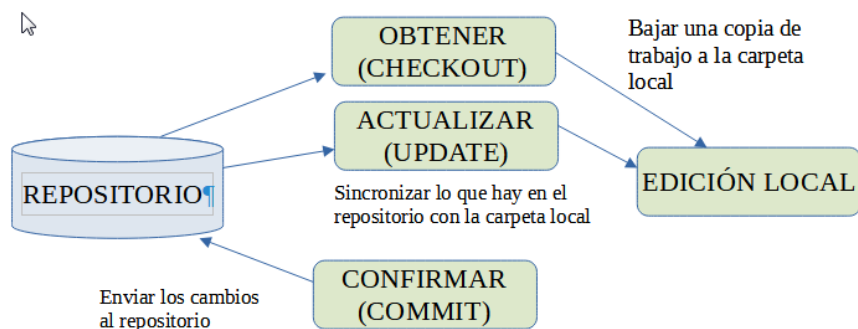 OBTENER
(CHECKOUT)
Bajar una copia de
trabajo a la carpeta
local
ACTUALIZAR
(UPDATE)
REPOSITORIO¶
EDICIÓN LOCAL
Sincronizar lo que hay en el
repositorio con la carpeta local
CONFIRMAR
(COMMIT)
Enviar los cambios
al repositorio